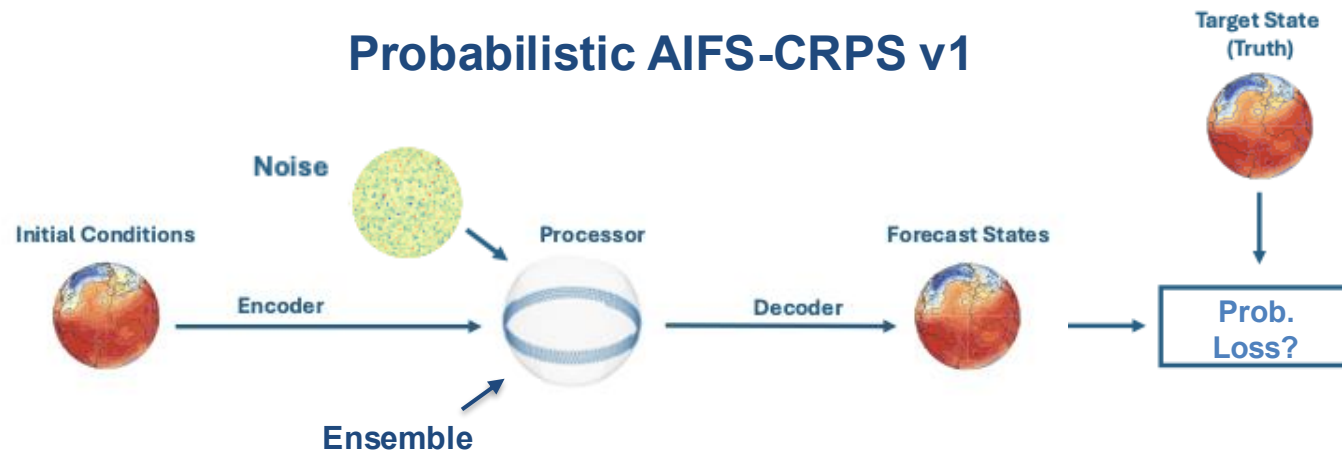 Probabilistic AIFS-CRPS v1
Target State
(Truth)
Noise
Initial Conditions
Processor
Forecast States
Encoder
Decoder
Prob.
Loss?
Ensemble